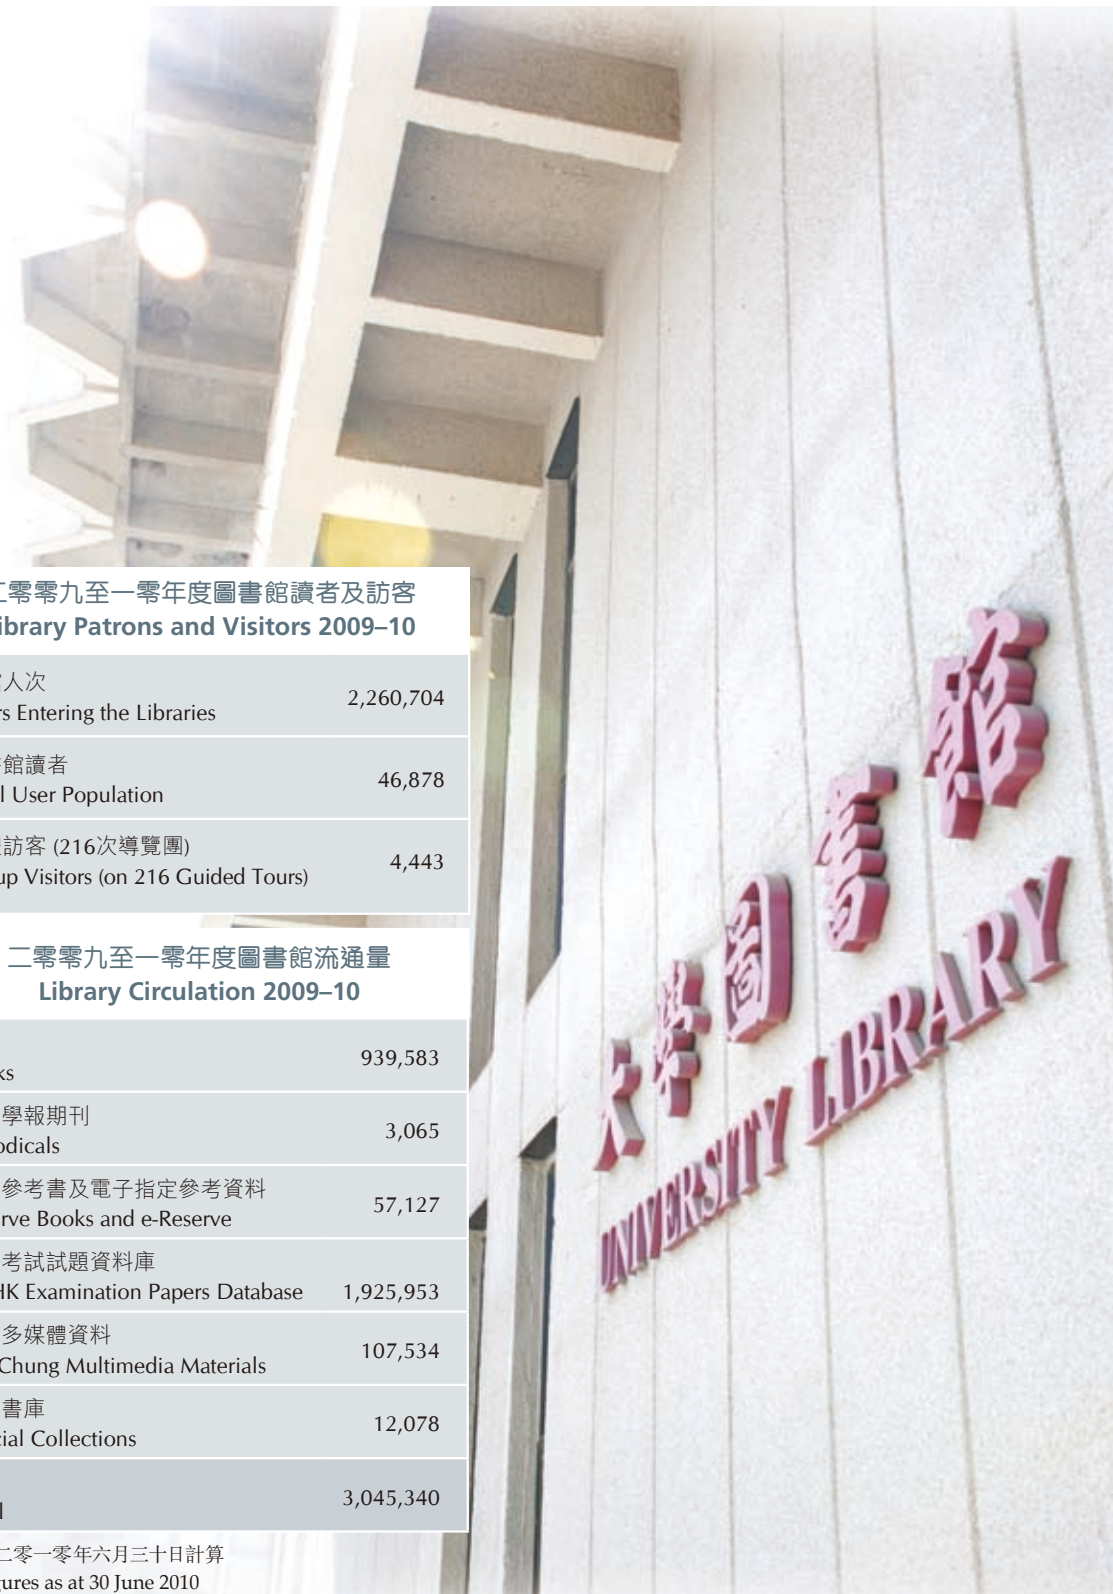 二零零九至一零年度圖書館讀者及訪客
ibrary Patrons and Visitors 2009–10
人次
rs Entering the Libraries
2,260,704
館讀者
l User Population
46,878
訪客 (216次導覽團)
up Visitors (on 216 Guided Tours)
4,443
二零零九至一零年度圖書館流通量
Library Circulation 2009–10
ks
939,583
學報期刊
odicals
3,065
參考書及電子指定參考資料
rve Books and e-Reserve
57,127
考試試題資料庫
HK Examination Papers Database
1,925,953
多媒體資料
Chung Multimedia Materials
107,534
書庫
cial Collections
12,078
l
3,045,340
二零一零年六月三十日計算
gures as at 30 June 2010
大學圖書館
UNIVERSITY LIBRARY